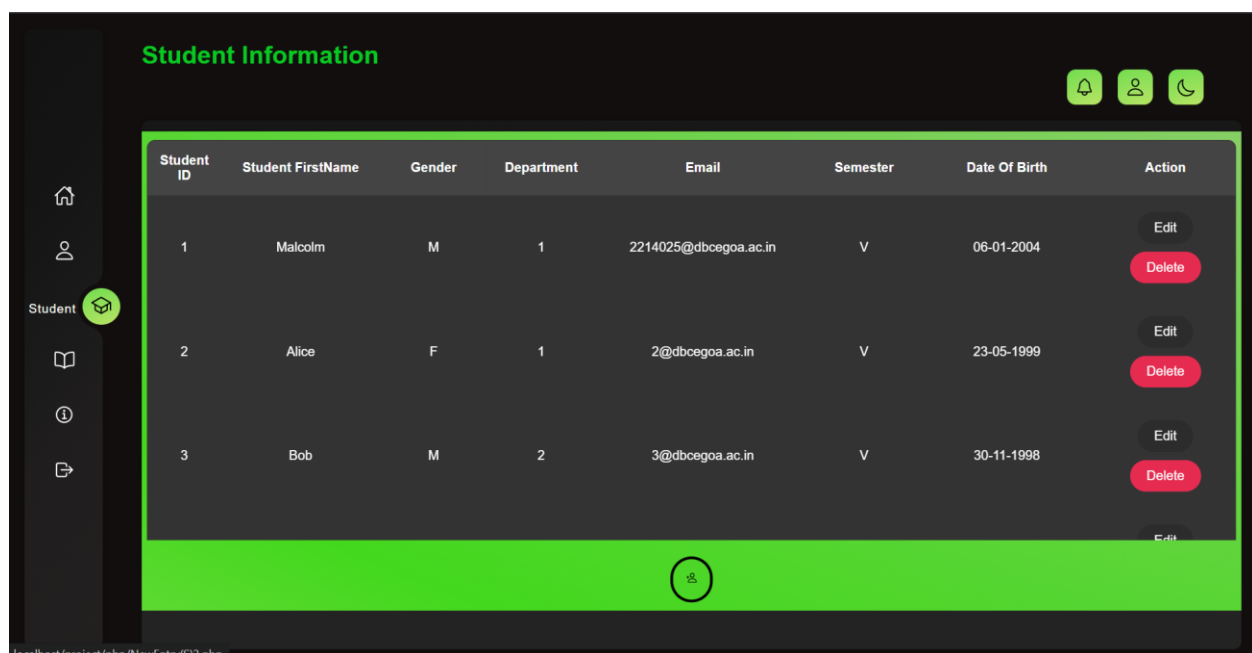 Student Information
Student ID Student FirstName Gender Department Email Semester Date Of Birth Action
1 Malcolm M 1 2214025@dbcegoa.ac.in V 06-01-2004 Edit
Delete
Student
2 Alice F 1 2@dbcegoa.ac.in V 23-05-1999 Edit
Delete
3 Bob M 2 3@dbcegoa.ac.in V 30-11-1998 Edit
Delete
Edit